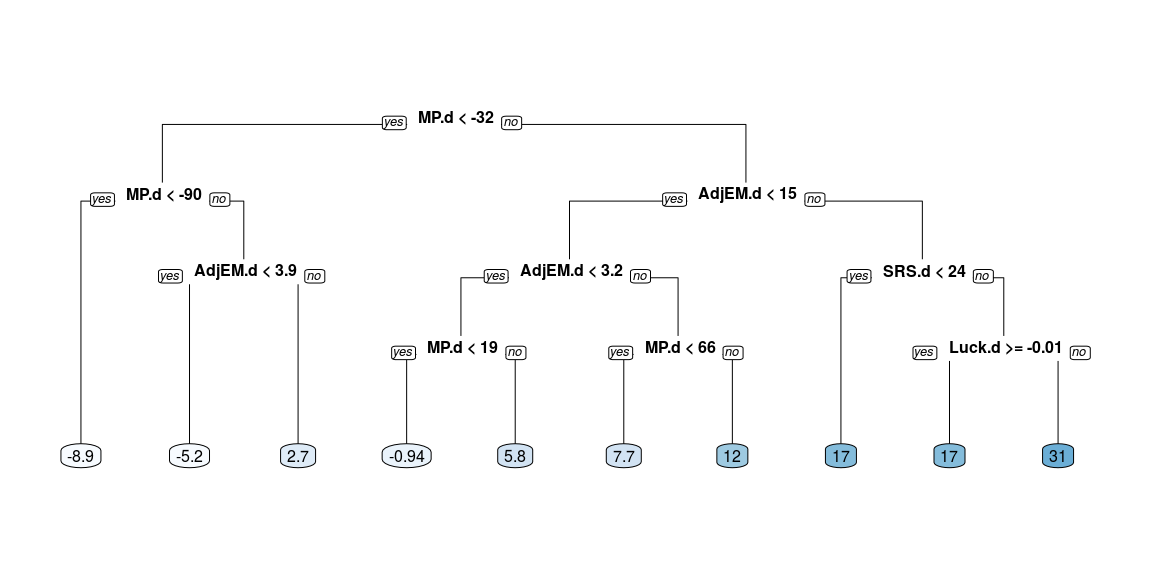 yes MP.d < -32 no
yes MP.d < -90 no
yes AdjEM.d < 15 no
yes AdjEM.d < 3.9 no
yes AdjEM.d < 3.2 no
yes SRS.d < 24 no
yes MP.d < 19 no
yes MP.d < 66 no
yes Luck.d >= -0.01 no
-8.9 -5.2 2.7 -0.94 5.8 7.7 12 17 17 31